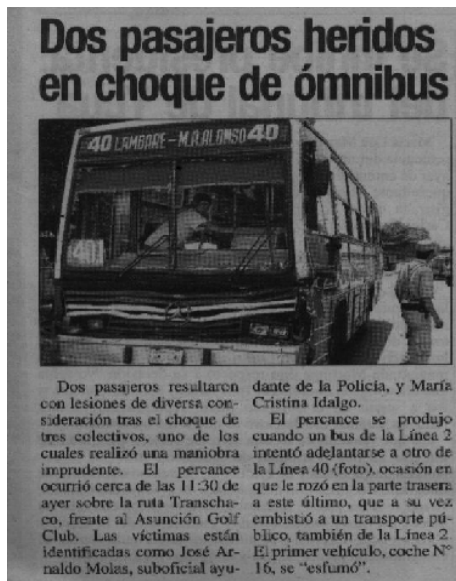 Dos pasajeros heridos
en choque de ómnibus
40 LAMBARE - M.R.ALONSO 40
40
Dos pasajeros resultaron
con lesiones de diversa con-
sideración tras el choque de
tres colectivos, uno de los
cuales realizó una maniobra
imprudente. El percance
ocurrió cerca de las 11:30 de
ayer sobre la ruta Transcha-
co, frente al Asunción Golf
Club. Las víctimas están
identificadas como José Ar-
naldo Molas, suboficial ayu-
dante de la Policía, y María
Cristina Idalgo.
El percance se produjo
cuando un bus de la Línea 2
intentó adelantarse a otro de
la Línea 40 (foto), ocasión en
que le rozó en la parte trasera
a este último, que a su vez
embistió a un transporte pú-
blico, también de la Línea 2.
El primer vehículo, coche Nº
16, se "esfumó".